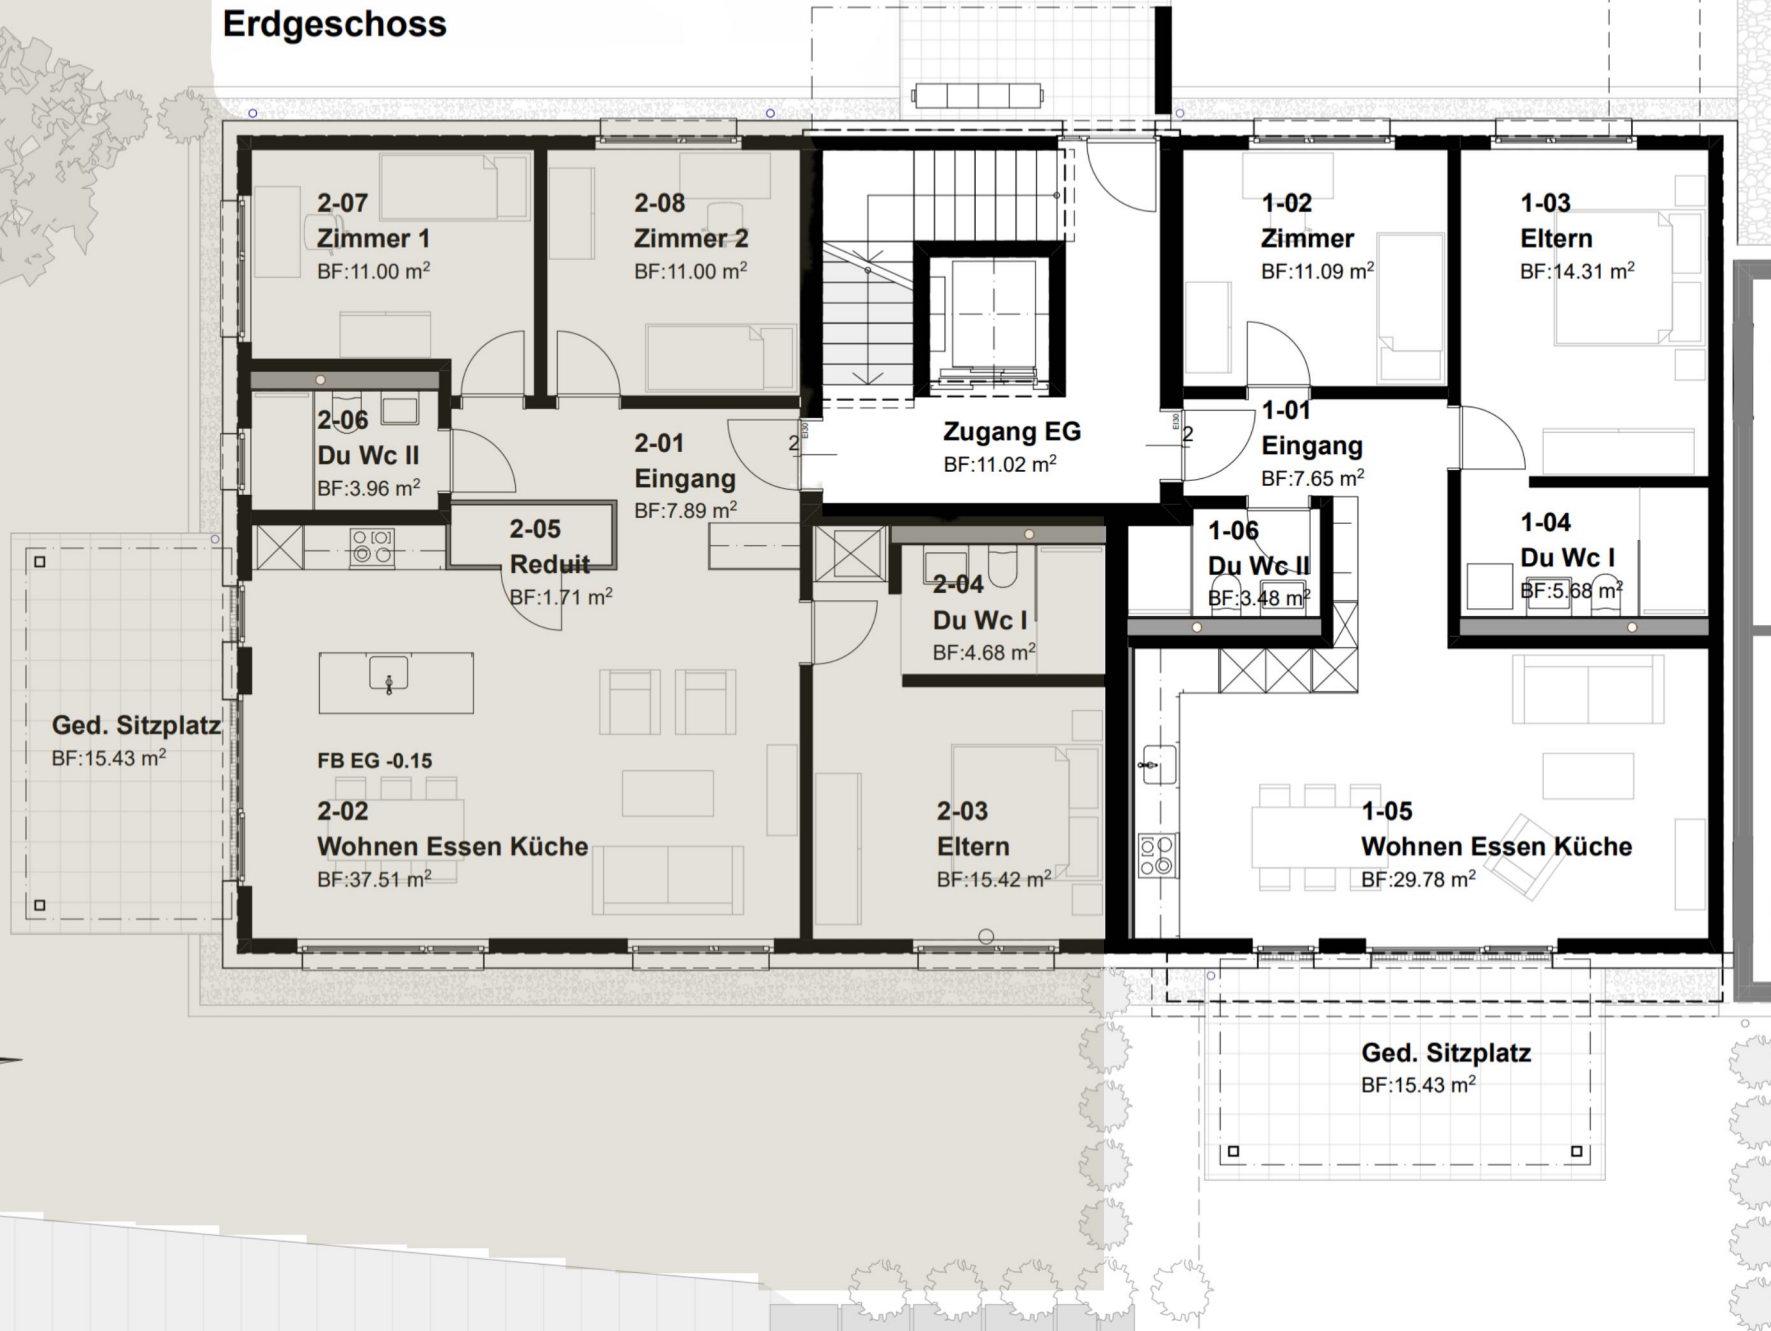 Erdgeschoss
2-07
Zimmer 1
BF:11.00 m²
2-08
Zimmer 2
BF:11.00 m²
1-02
Zimmer
BF:11.09 m²
1-03
Eltern
BF:14.31 m²
2-06
Du Wc II
BF:3.96 m²
2-01
Eingang
BF:7.89 m²
2
EI30
Zugang EG
BF:11.02 m²
EI30
2
1-01
Eingang
BF:7.65 m²
2-05
Reduit
BF:1.71 m²
2-04
Du Wc I
BF:4.68 m²
1-06
Du Wc II
BF:3.48 m²
1-04
Du Wc I
BF:5.68 m²
Ged. Sitzplatz
BF:15.43 m²
FB EG -0.15
2-02
Wohnen Essen Küche
BF:37.51 m²
2-03
Eltern
BF:15.42 m²
1-05
Wohnen Essen Küche
BF:29.78 m²
Ged. Sitzplatz
BF:15.43 m²